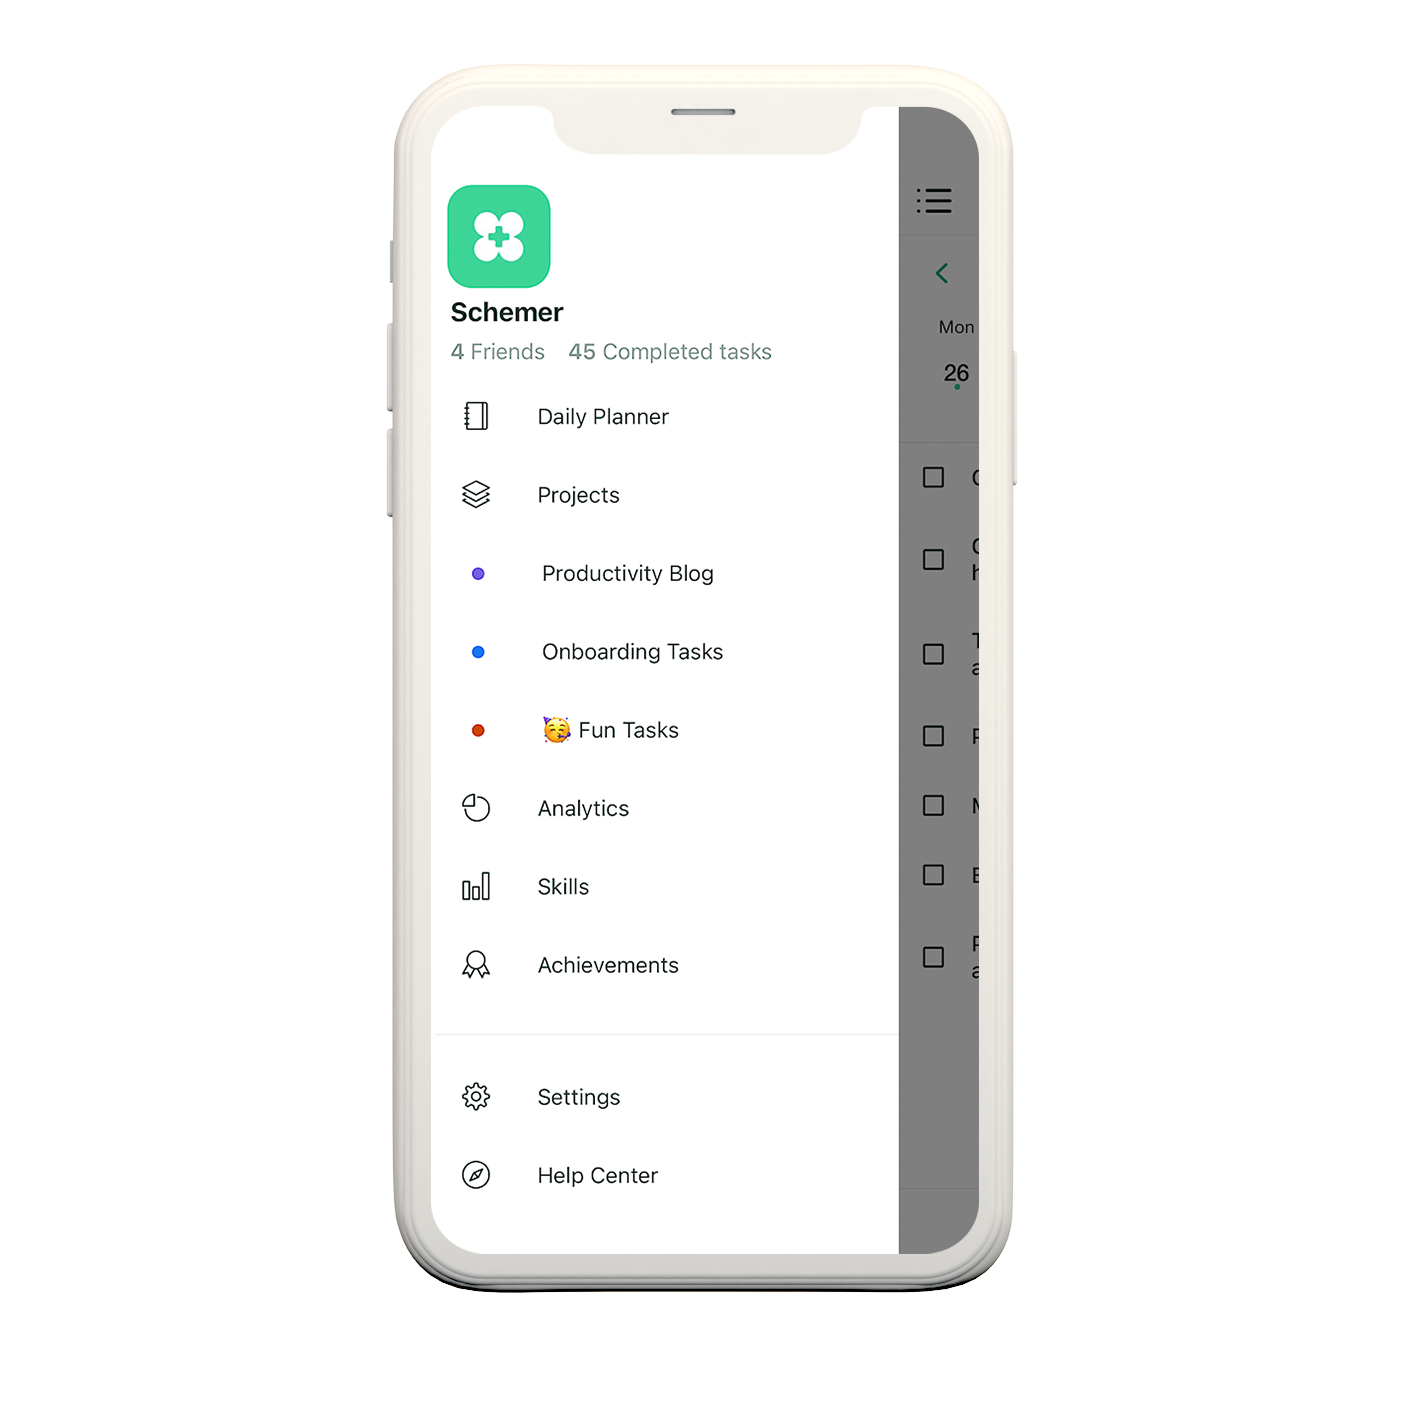 Schemer
4 Friends 45 Completed tasks
Daily Planner
Projects
Productivity Blog
Onboarding Tasks
🥳 Fun Tasks
Analytics
Skills
Achievements
Settings
Help Center
Mon
26